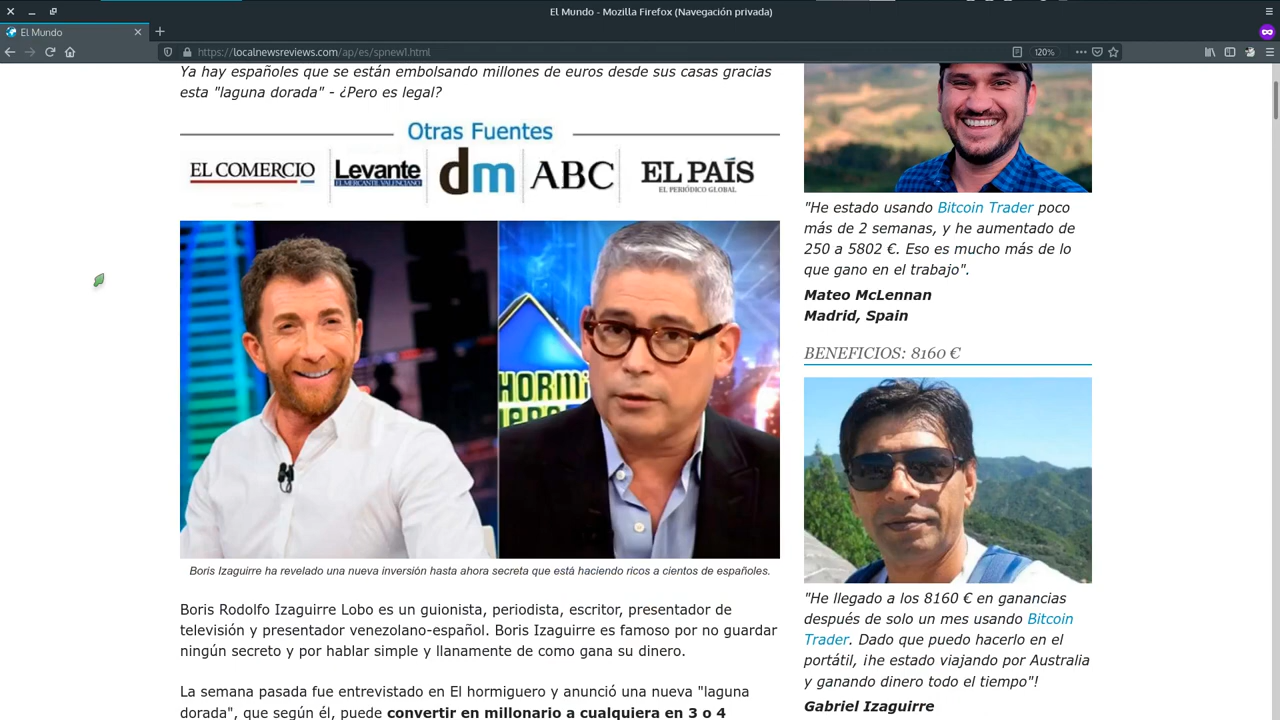 El Mundo - Mozilla Firefox (Navegación privada)
El Mundo
https://localnewsreviews.com/ap/es/spnew1.html
120%
Ya hay españoles que se están embolsando millones de euros desde sus casas gracias
esta "laguna dorada" - ¿Pero es legal?
Otras Fuentes
EL COMERCIO
Levante
EL MERCANTIL VALENCIANO
dm
ABC
EL PAÍS
EL PERIÓDICO GLOBAL
HORMI
Boris Izaguirre ha revelado una nueva inversión hasta ahora secreta que está haciendo ricos a cientos de españoles.
Boris Rodolfo Izaguirre Lobo es un guionista, periodista, escritor, presentador de
televisión y presentador venezolano-español. Boris Izaguirre es famoso por no guardar
ningún secreto y por hablar simple y llanamente de como gana su dinero.
La semana pasada fue entrevistado en El hormiguero y anunció una nueva "laguna
dorada", que según él, puede convertir en millonario a cualquiera en 3 o 4
"He estado usando Bitcoin Trader poco
más de 2 semanas, y he aumentado de
250 a 5802 €. Eso es mucho más de lo
que gano en el trabajo".
Mateo McLennan
Madrid, Spain
BENEFICIOS: 8160 €
"He llegado a los 8160 € en ganancias
después de solo un mes usando Bitcoin
Trader. Dado que puedo hacerlo en el
portátil, ¡he estado viajando por Australia
y ganando dinero todo el tiempo"!
Gabriel Izaguirre